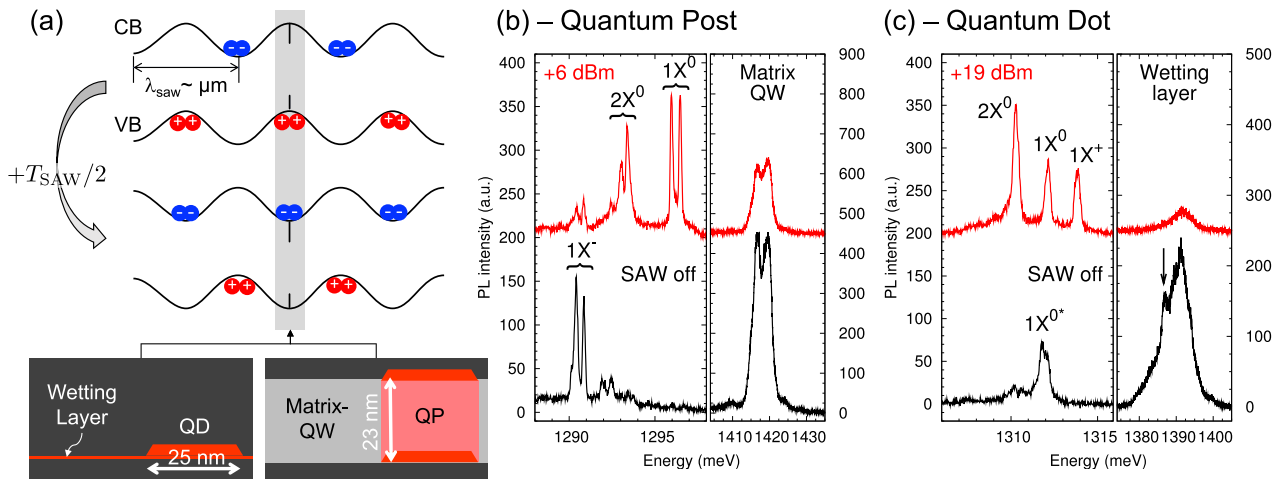 (a)
CB
λsaw~ μm
VB
+T_SAW/2
Wetting
Layer
QD
25 nm
Matrix-
QW
23 nm
QP
(b) – Quantum Post
+6 dBm
2X⁰
1X⁰
1X⁻
SAW off
PL intensity (a.u.)
400
350
300
250
200
150
100
50
0
1290
1295
Matrix
QW
900
800
700
600
500
400
300
200
100
0
1410
1420
1430
Energy (meV)
(c) – Quantum Dot
+19 dBm
2X⁰
1X⁰
1X⁺
SAW off
1X⁰*
PL intensity (a.u.)
400
350
300
250
200
150
100
50
0
1310
1315
Wetting
layer
500
400
300
200
100
0
1380
1390
1400
Energy (meV)